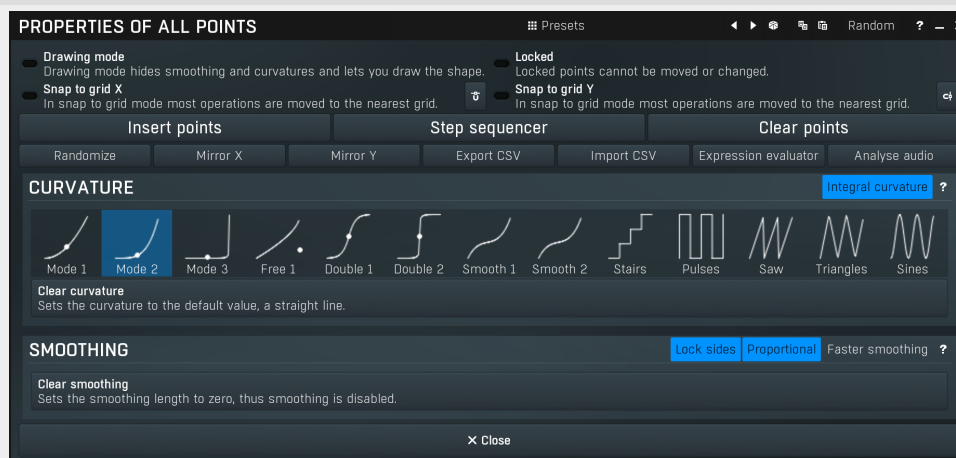 PROPERTIES OF ALL POINTS Presets Random ?
Drawing mode
Drawing mode hides smoothing and curvatures and lets you draw the shape.
Locked
Locked points cannot be moved or changed.
Snap to grid X
In snap to grid mode most operations are moved to the nearest grid.
Snap to grid Y
In snap to grid mode most operations are moved to the nearest grid.
Insert points Step sequencer Clear points
Randomize Mirror X Mirror Y Export CSV Import CSV Expression evaluator Analyse audio
CURVATURE Integral curvature ?
Mode 1 Mode 2 Mode 3 Free 1 Double 1 Double 2 Smooth 1 Smooth 2 Stairs Pulses Saw Triangles Sines
Clear curvature
Sets the curvature to the default value, a straight line.
SMOOTHING Lock sides Proportional Faster smoothing ?
Clear smoothing
Sets the smoothing length to zero, thus smoothing is disabled.
Close